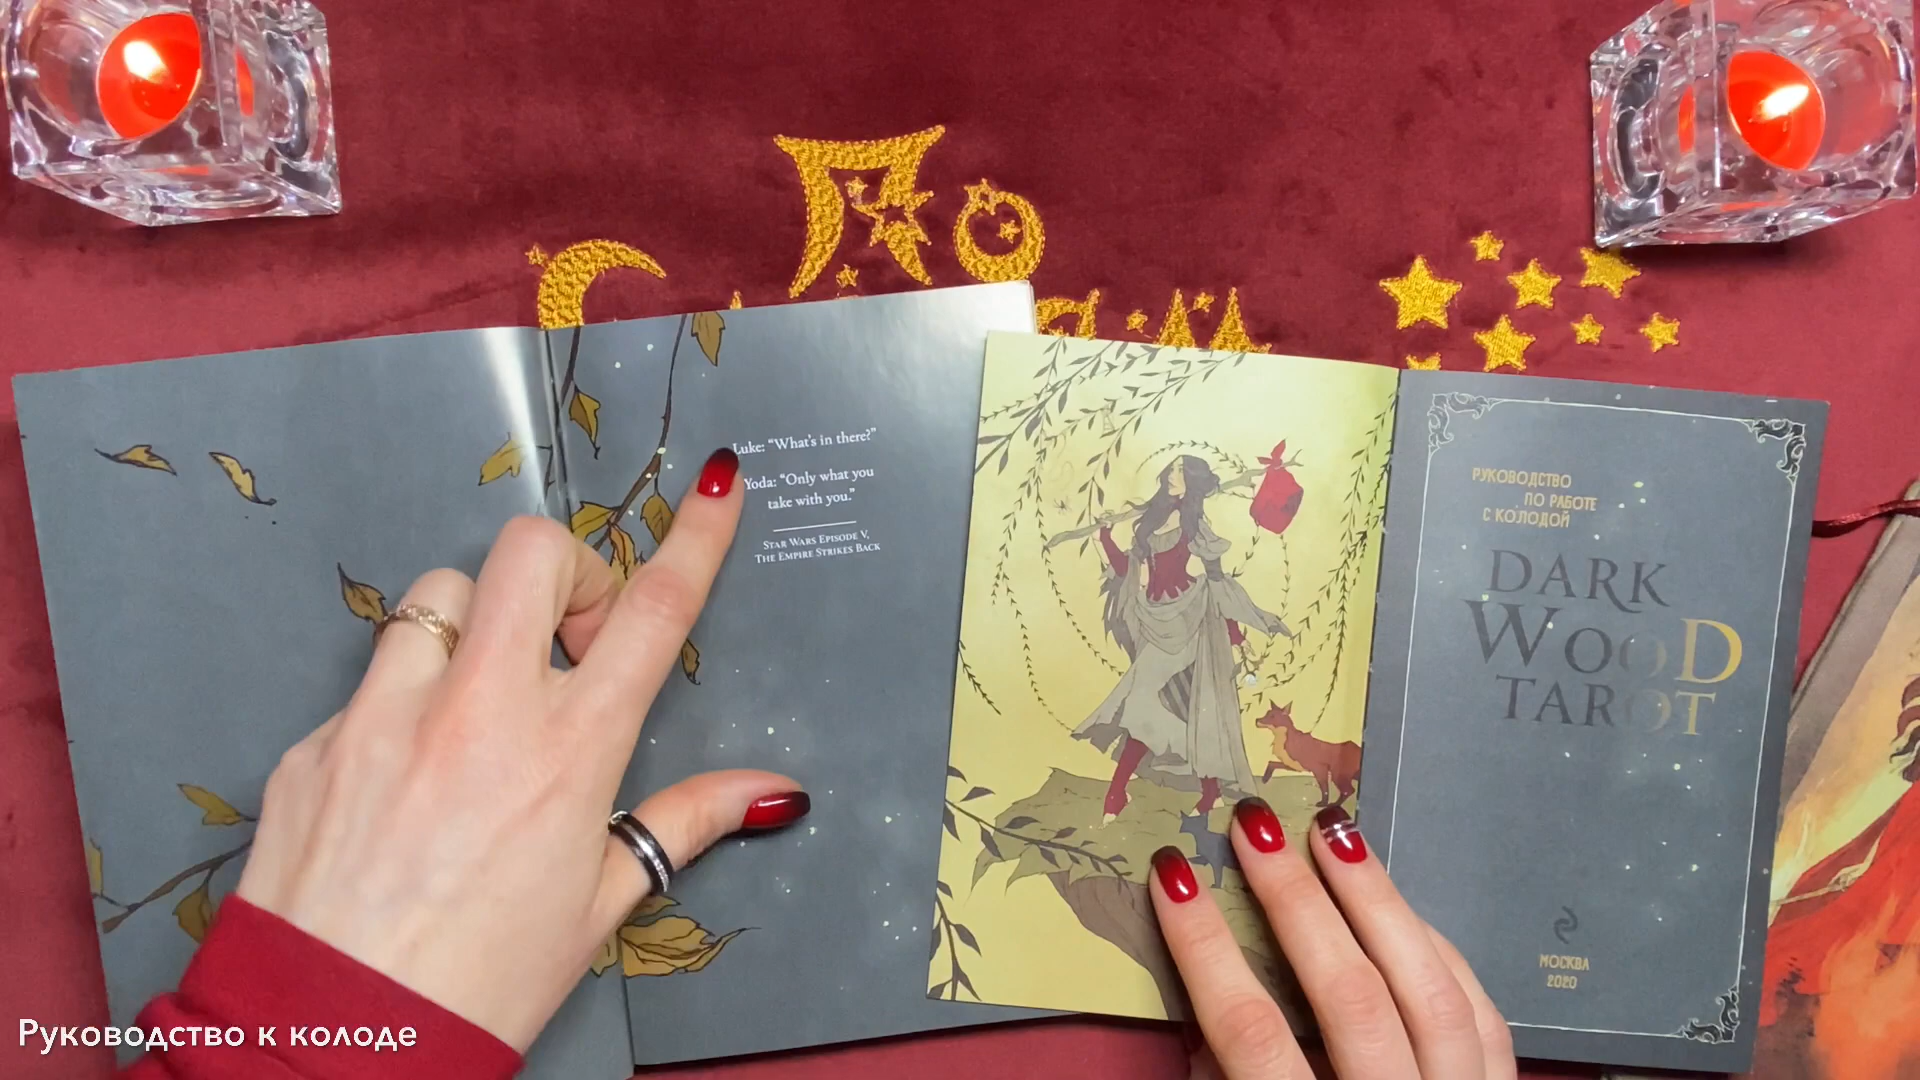 Luke: “What’s in there?”
Yoda: “Only what you
take with you.”
Star Wars Episode V,
The Empire Strikes Back
РУКОВОДСТВО
ПО РАБОТЕ
С КОЛОДОЙ
DARK
WOOD
TAROT
МОСКВА
2020
Руководство к колоде